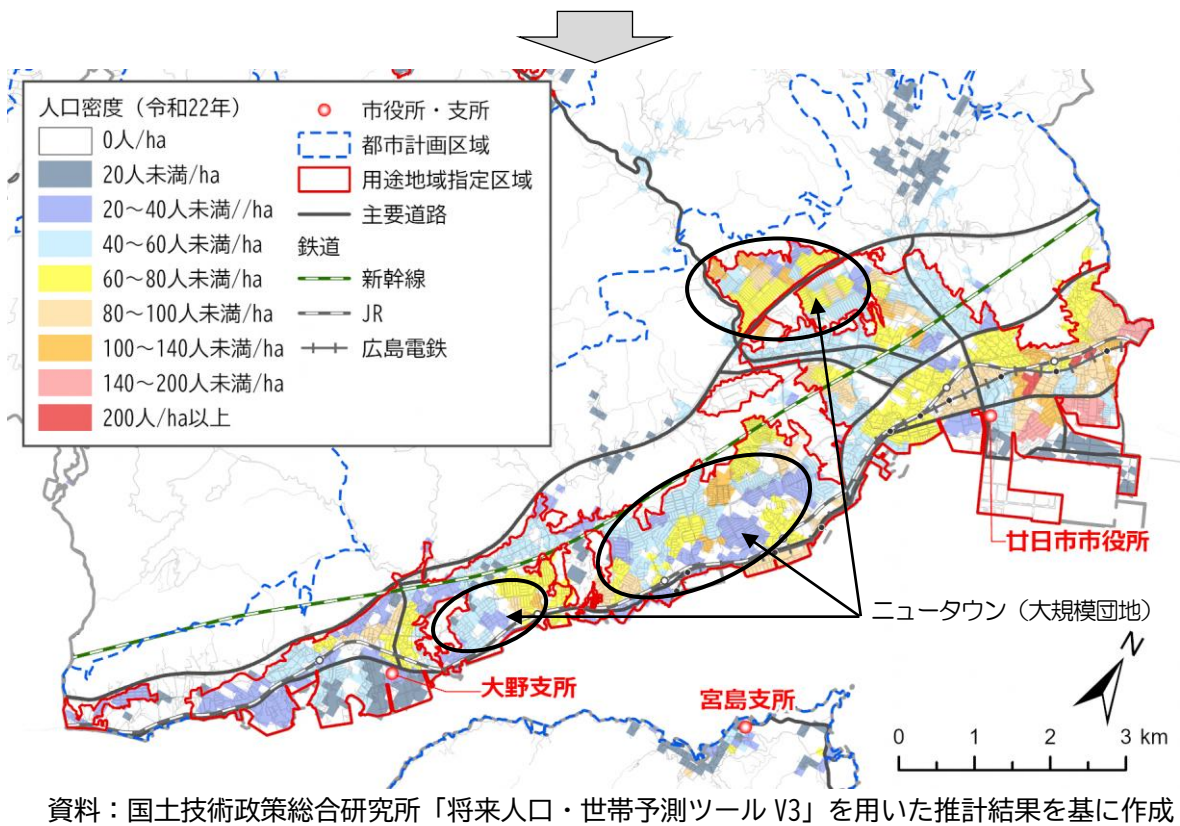 人口密度（令和22年）
0人/ha
20人未満/ha
20～40人未満//ha
40～60人未満/ha
60～80人未満/ha
80～100人未満/ha
100～140人未満/ha
140～200人未満/ha
200人/ha以上
市役所・支所
都市計画区域
用途地域指定区域
主要道路
鉄道
新幹線
JR
広島電鉄
廿日市市役所
ニュータウン（大規模団地）
大野支所
宮島支所
N
0 1 2 3 km
資料：国土技術政策総合研究所「将来人口・世帯予測ツール V3」を用いた推計結果を基に作成